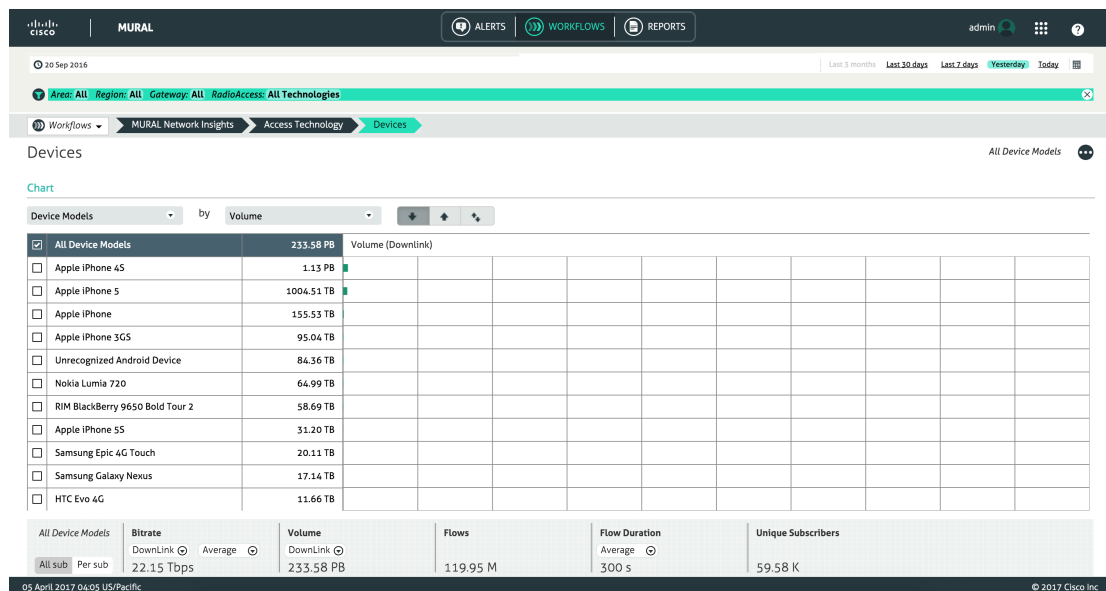 cisco MURAL ALERTS WORKFLOWS REPORTS admin ?
20 Sep 2016 Last 3 months Last 30 days Last 7 days Yesterday Today
Area: All Region: All Gateway: All RadioAccess: All Technologies
Workflows MURAL Network Insights Access Technology Devices
Devices All Device Models
Chart
Device Models by Volume
All Device Models 233.58 PB Volume (Downlink)
Apple iPhone 4S 1.13 PB
Apple iPhone 5 1004.51 TB
Apple iPhone 155.53 TB
Apple iPhone 3GS 95.04 TB
Unrecognized Android Device 84.36 TB
Nokia Lumia 720 64.99 TB
RIM BlackBerry 9650 Bold Tour 2 58.69 TB
Apple iPhone 5S 31.20 TB
Samsung Epic 4G Touch 20.11 TB
Samsung Galaxy Nexus 17.14 TB
HTC Evo 4G 11.66 TB
All Device Models Bitrate Volume Flows Flow Duration Unique Subscribers
DownLink Average DownLink Average
All sub Per sub 22.15 Tbps 233.58 PB 119.95 M 300 s 59.58 K
05 April 2017 04:05 US/Pacific © 2017 Cisco Inc